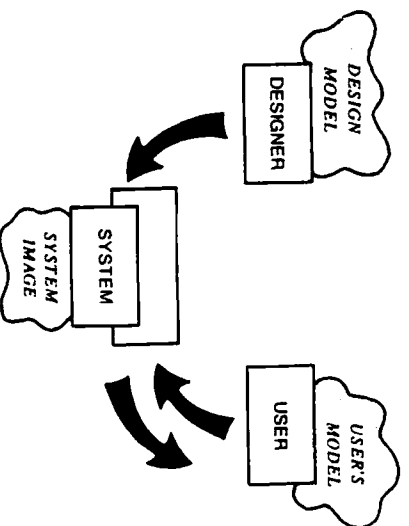 DESIGN
MODEL
DESIGNER
USER'S
MODEL
USER
SYSTEM
SYSTEM
IMAGE